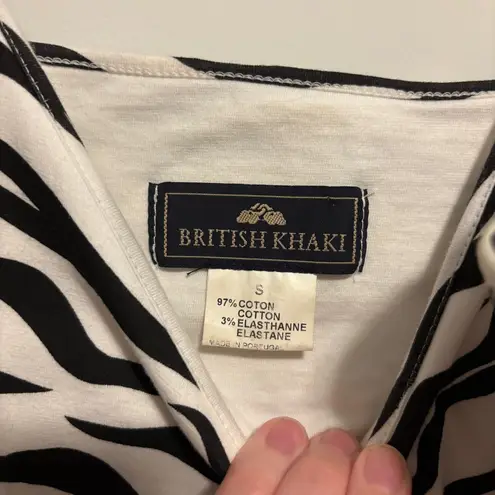 BRITISH KHAKI
S
97% COTON
COTTON
3% ELASTHANNE
ELASTANE
MADE IN PORTUGAL